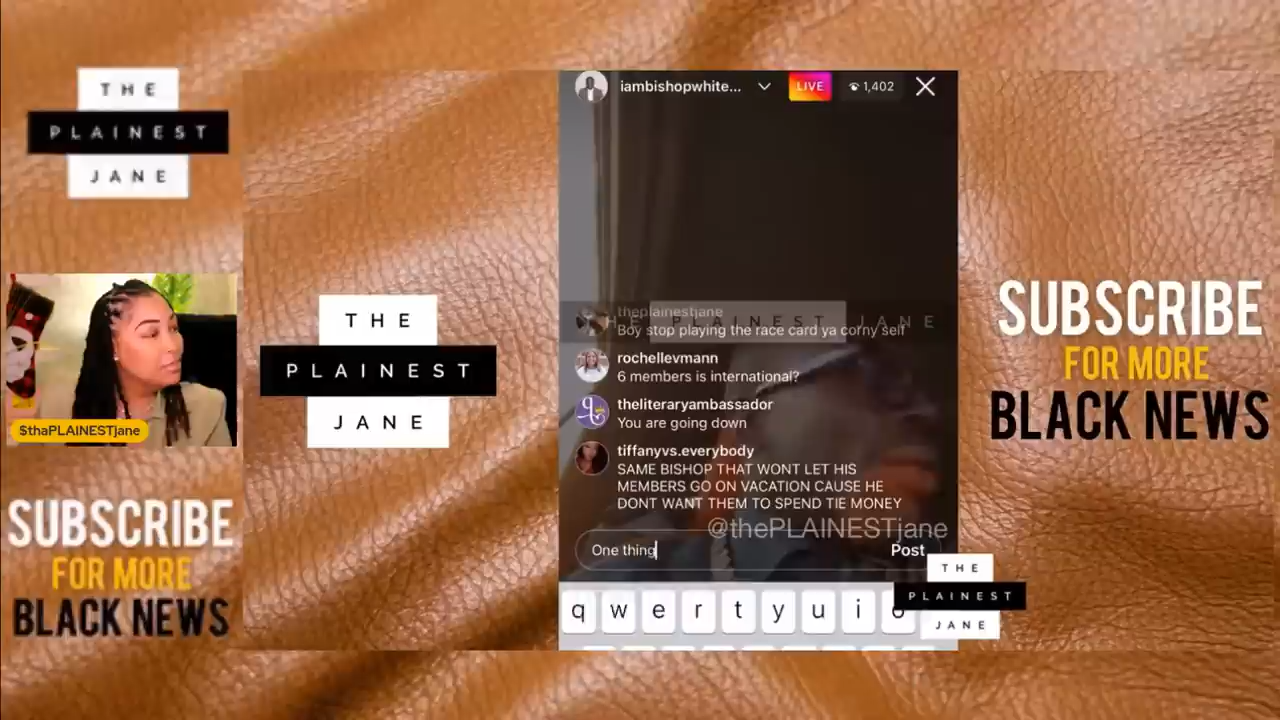 THE
PLAINEST
JANE
$thaPLAINESTjane
SUBSCRIBE
FOR MORE
BLACK NEWS
THE
PLAINEST
JANE
iambishopwhite...
LIVE
1,402
theplainestjane
THE PLAINEST JANE
Boy stop playing the race card ya corny self
rochellevmann
6 members is international?
theliteraryambassador
You are going down
tiffanyvs.everybody
SAME BISHOP THAT WONT LET HIS
MEMBERS GO ON VACATION CAUSE HE
DONT WANT THEM TO SPEND TIE MONEY
@thePLAINESTjane
One thing
Post
q w e r t y u i o
THE
PLAINEST
JANE
SUBSCRIBE
FOR MORE
BLACK NEWS